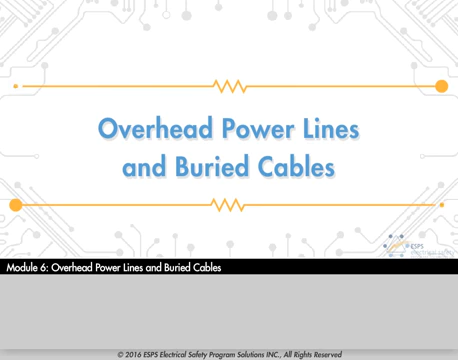 Overhead Power Lines
and Buried Cables
ESPS
Module 6: Overhead Power Lines and Buried Cables
© 2016 ESPS Electrical Safety Program Solutions INC., All Rights Reserved